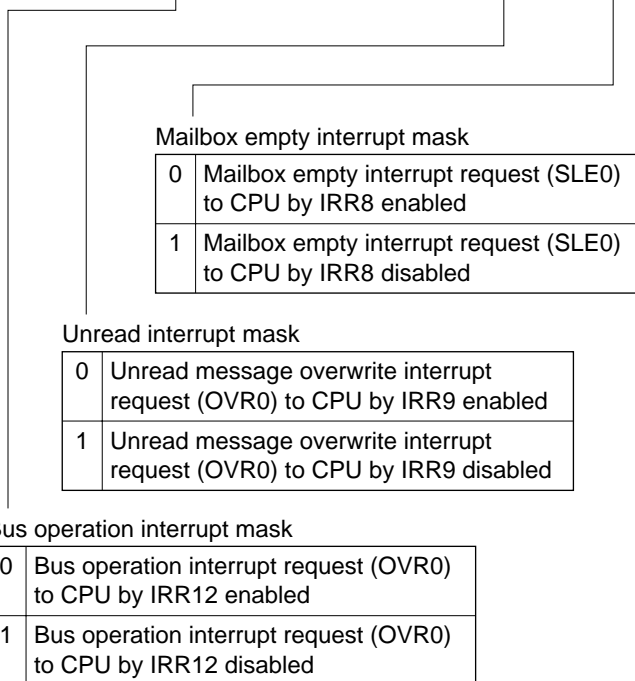 Mailbox empty interrupt mask
0 Mailbox empty interrupt request (SLE0)
to CPU by IRR8 enabled
1 Mailbox empty interrupt request (SLE0)
to CPU by IRR8 disabled
Unread interrupt mask
0 Unread message overwrite interrupt
request (OVR0) to CPU by IRR9 enabled
1 Unread message overwrite interrupt
request (OVR0) to CPU by IRR9 disabled
Bus operation interrupt mask
0 Bus operation interrupt request (OVR0)
to CPU by IRR12 enabled
1 Bus operation interrupt request (OVR0)
to CPU by IRR12 disabled